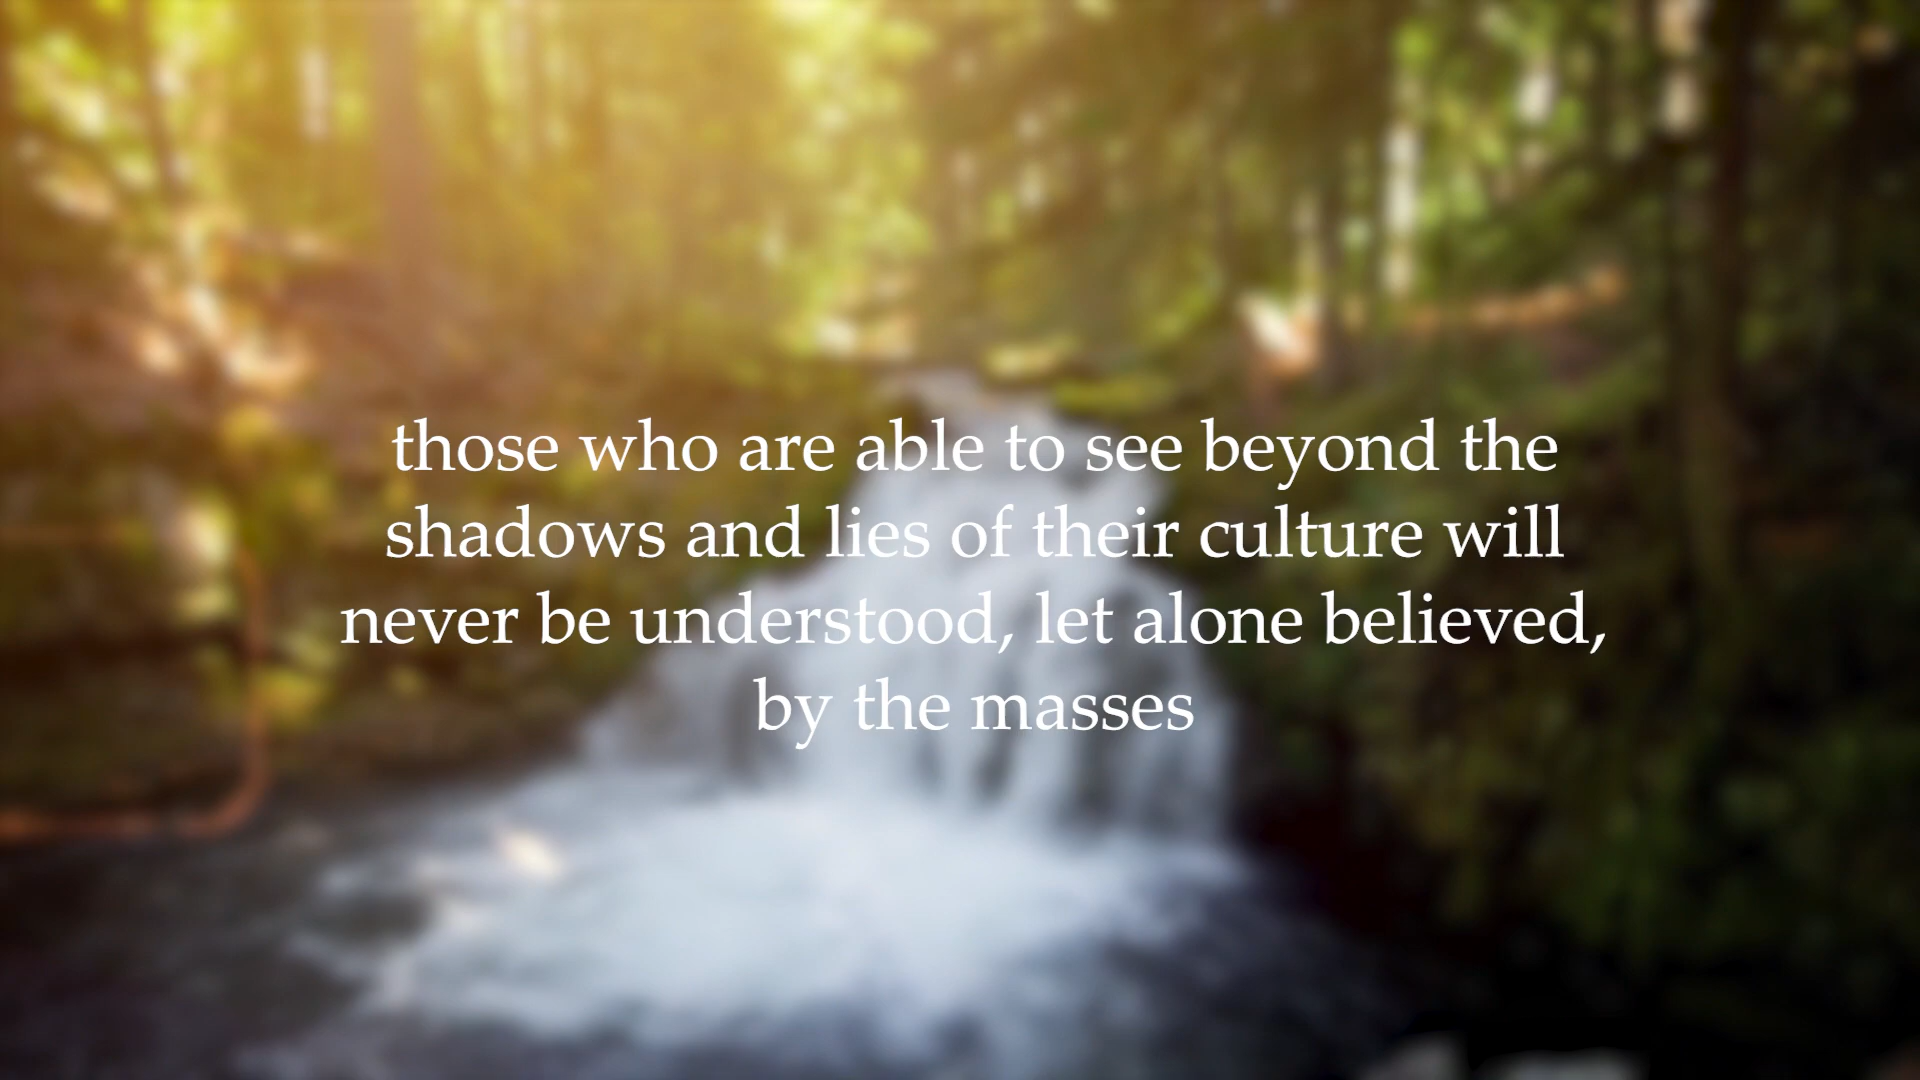 those who are able to see beyond the
shadows and lies of their culture will
never be understood, let alone believed,
by the masses